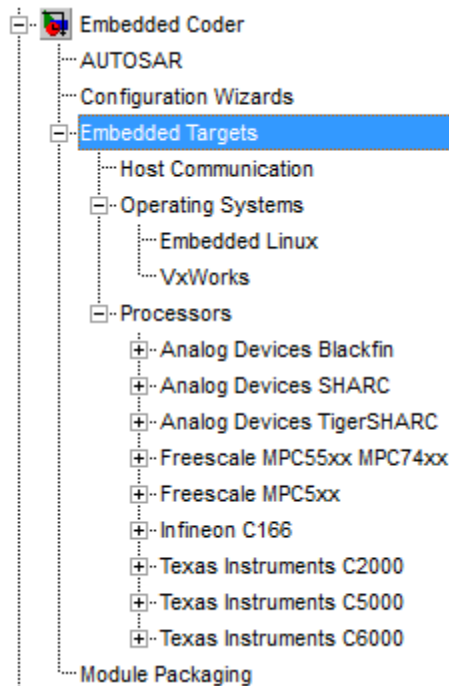 Embedded Coder
AUTOSAR
Configuration Wizards
Embedded Targets
Host Communication
Operating Systems
Embedded Linux
VxWorks
Processors
Analog Devices Blackfin
Analog Devices SHARC
Analog Devices TigerSHARC
Freescale MPC55xx MPC74xx
Freescale MPC5xx
Infineon C166
Texas Instruments C2000
Texas Instruments C5000
Texas Instruments C6000
Module Packaging